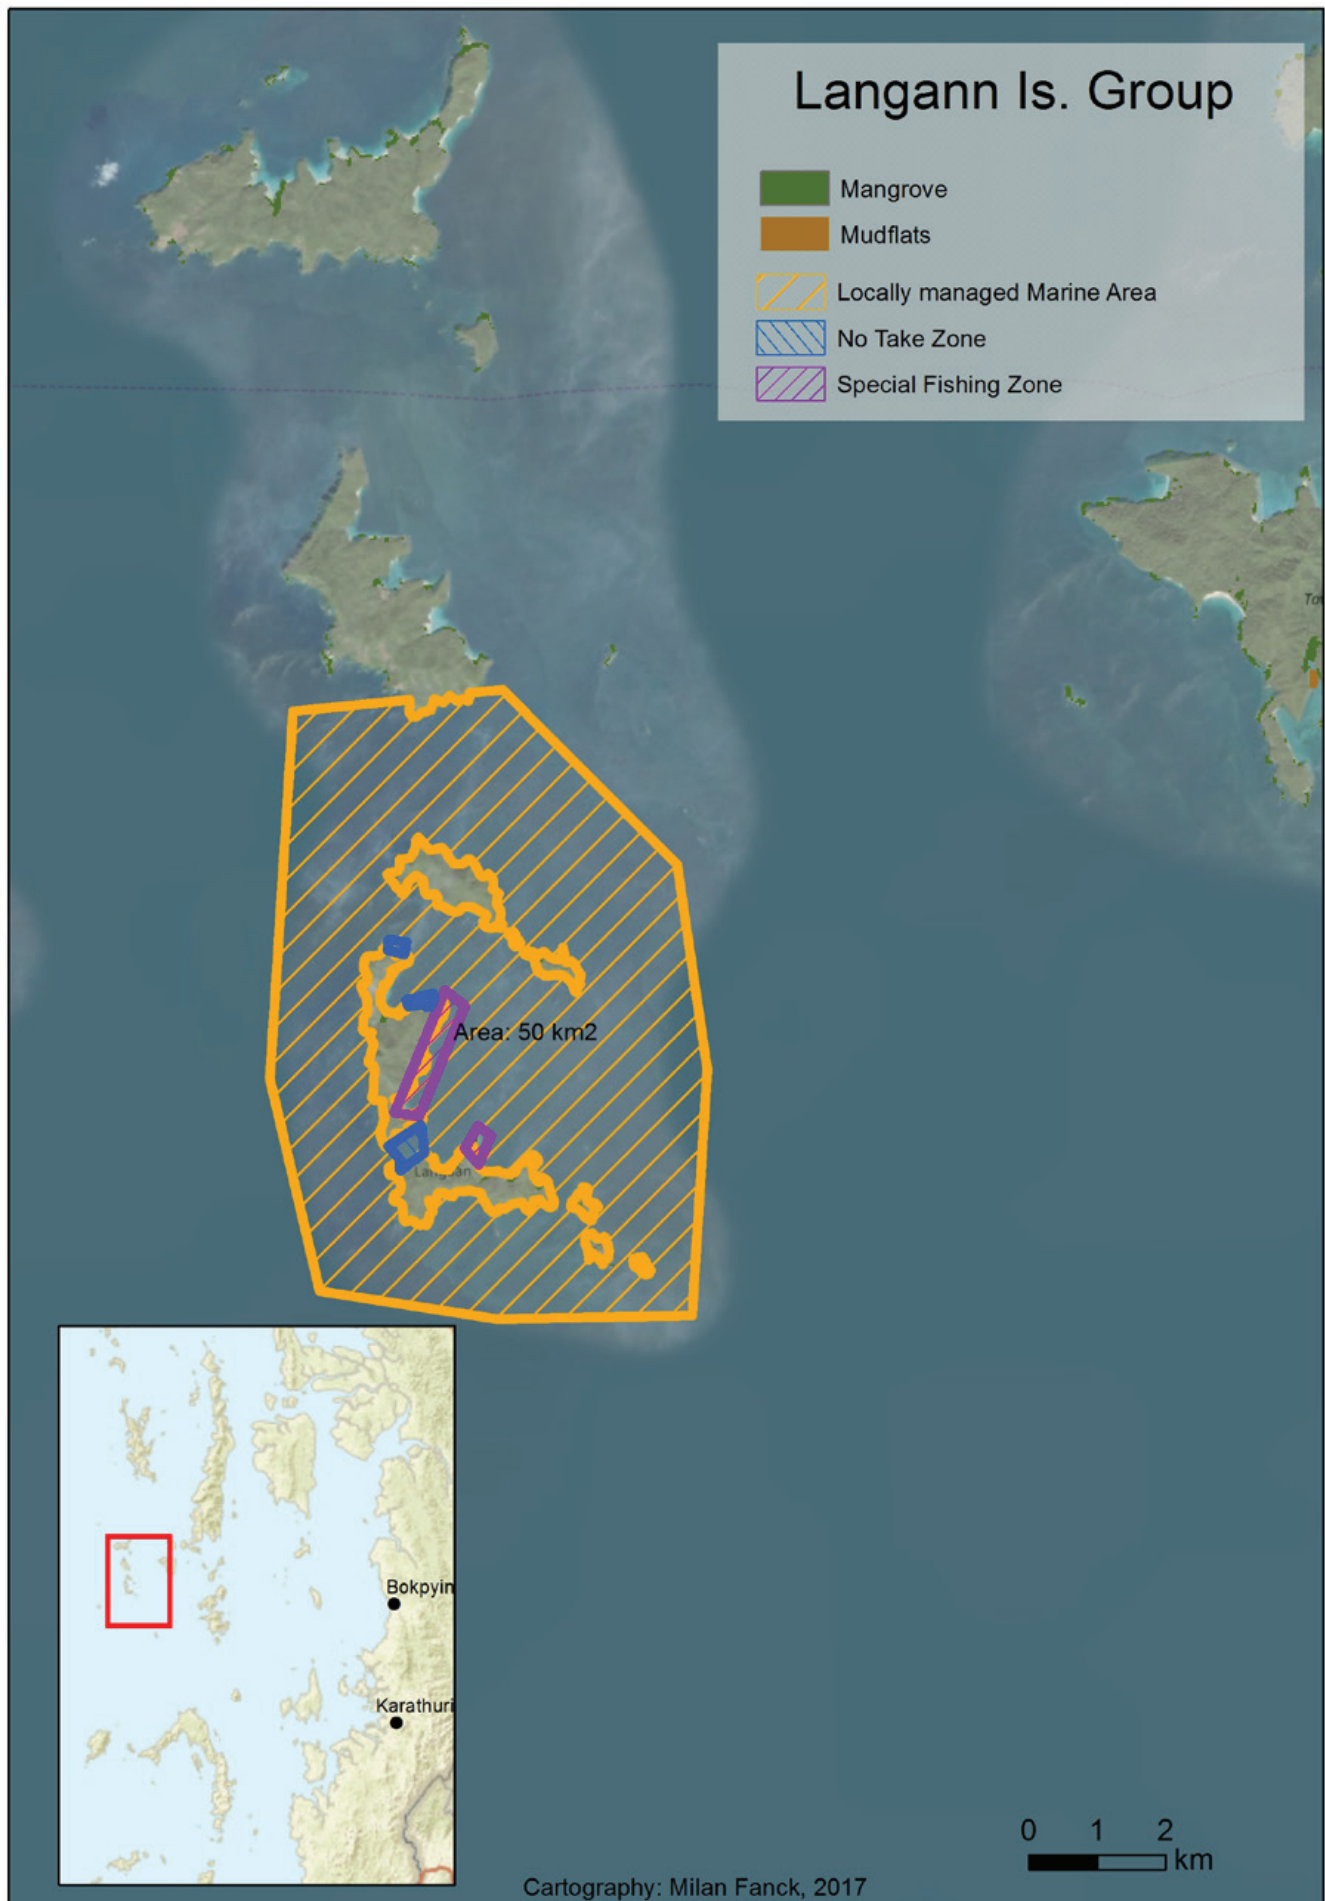 Langann Is. Group
Mangrove
Mudflats
Locally managed Marine Area
No Take Zone
Special Fishing Zone
Area: 50 km2
Bokpyin
Karathuri
0 1 2
km
Cartography: Milan Fanck, 2017